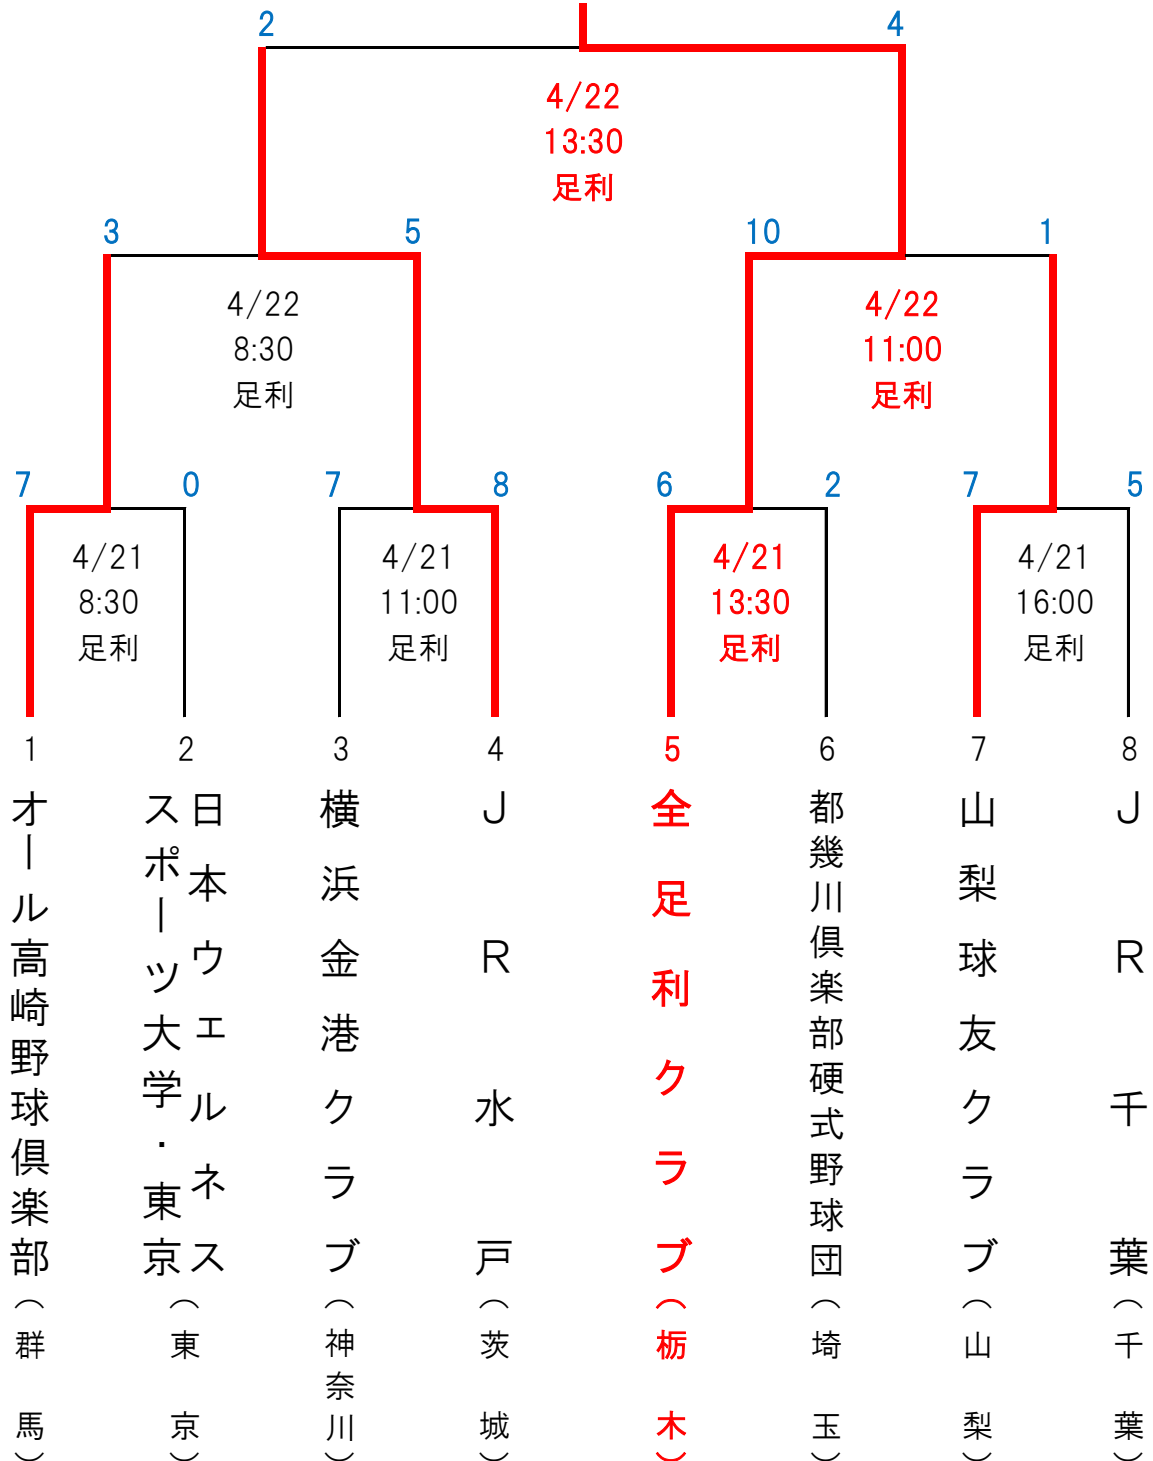 2
4
4/22
13:30
足利
3
5
10
1
4/22
8:30
足利
4/22
11:00
足利
7
0
7
8
6
2
7
5
4/21
8:30
足利
4/21
11:00
足利
4/21
13:30
足利
4/21
16:00
足利
1
2
3
4
5
6
7
8
オール高崎野球倶楽部(群馬)
日本ウェルネス
スポーツ大学・東京(東京)
横浜金港クラブ(神奈川)
JR水戸(茨城)
全足利クラブ(栃木)
都幾川倶楽部硬式野球団(埼玉)
山梨球友クラブ(山梨)
JR千葉(千葉)